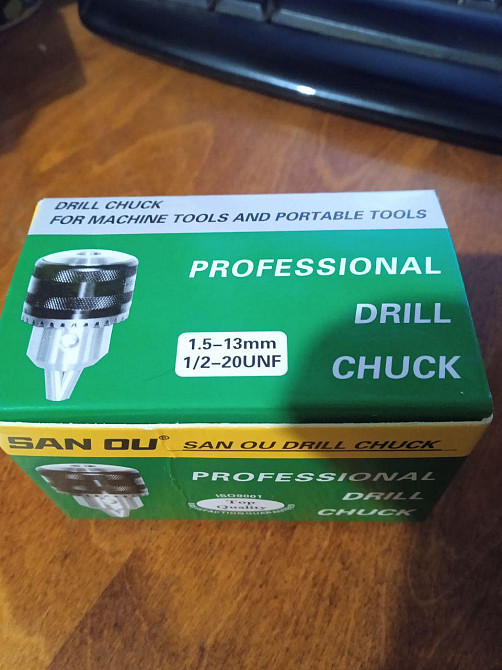 DRILL CHUCK
FOR MACHINE TOOLS AND PORTABLE TOOLS
PROFESSIONAL
DRILL
CHUCK
1.5-13mm
1/2-20UNF
SAN OU® SAN OU DRILL CHUCK
PROFESSIONAL
DRILL
CHUCK
ISO9001
Top
Quality